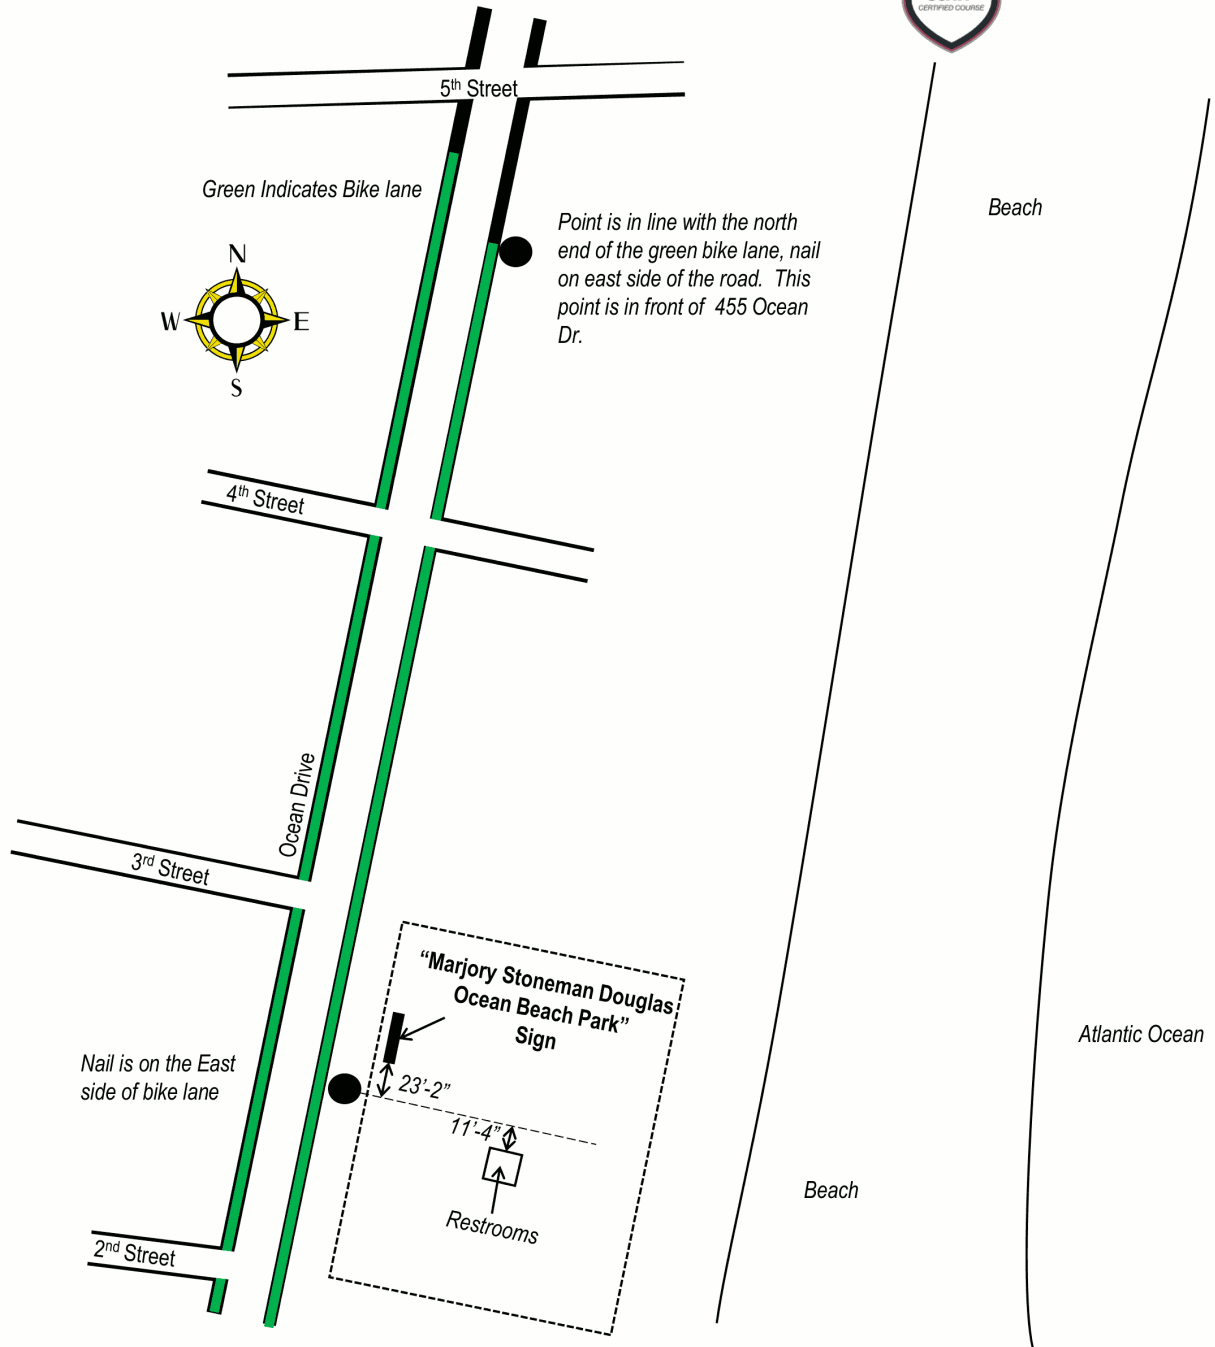 CERTIFIED COURSE
5th Street
Green Indicates Bike lane
Beach
Point is in line with the north
end of the green bike lane, nail
on east side of the road. This
point is in front of 455 Ocean
Dr.
N
W
E
S
4th Street
Ocean Drive
3rd Street
“Marjory Stoneman Douglas
Ocean Beach Park”
Sign
Atlantic Ocean
Nail is on the East
side of bike lane
23’-2”
11’-4”
Beach
Restrooms
2nd Street